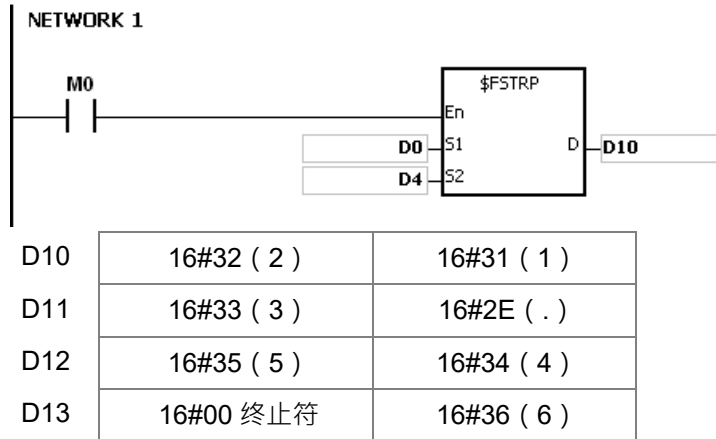 NETWORK 1
M0
$FSTRP
En
D0 S1 D D10
D4 S2
D10 16#32（2） 16#31（1）
D11 16#33（3） 16#2E（.）
D12 16#35（5） 16#34（4）
D13 16#00 终止符 16#36（6）